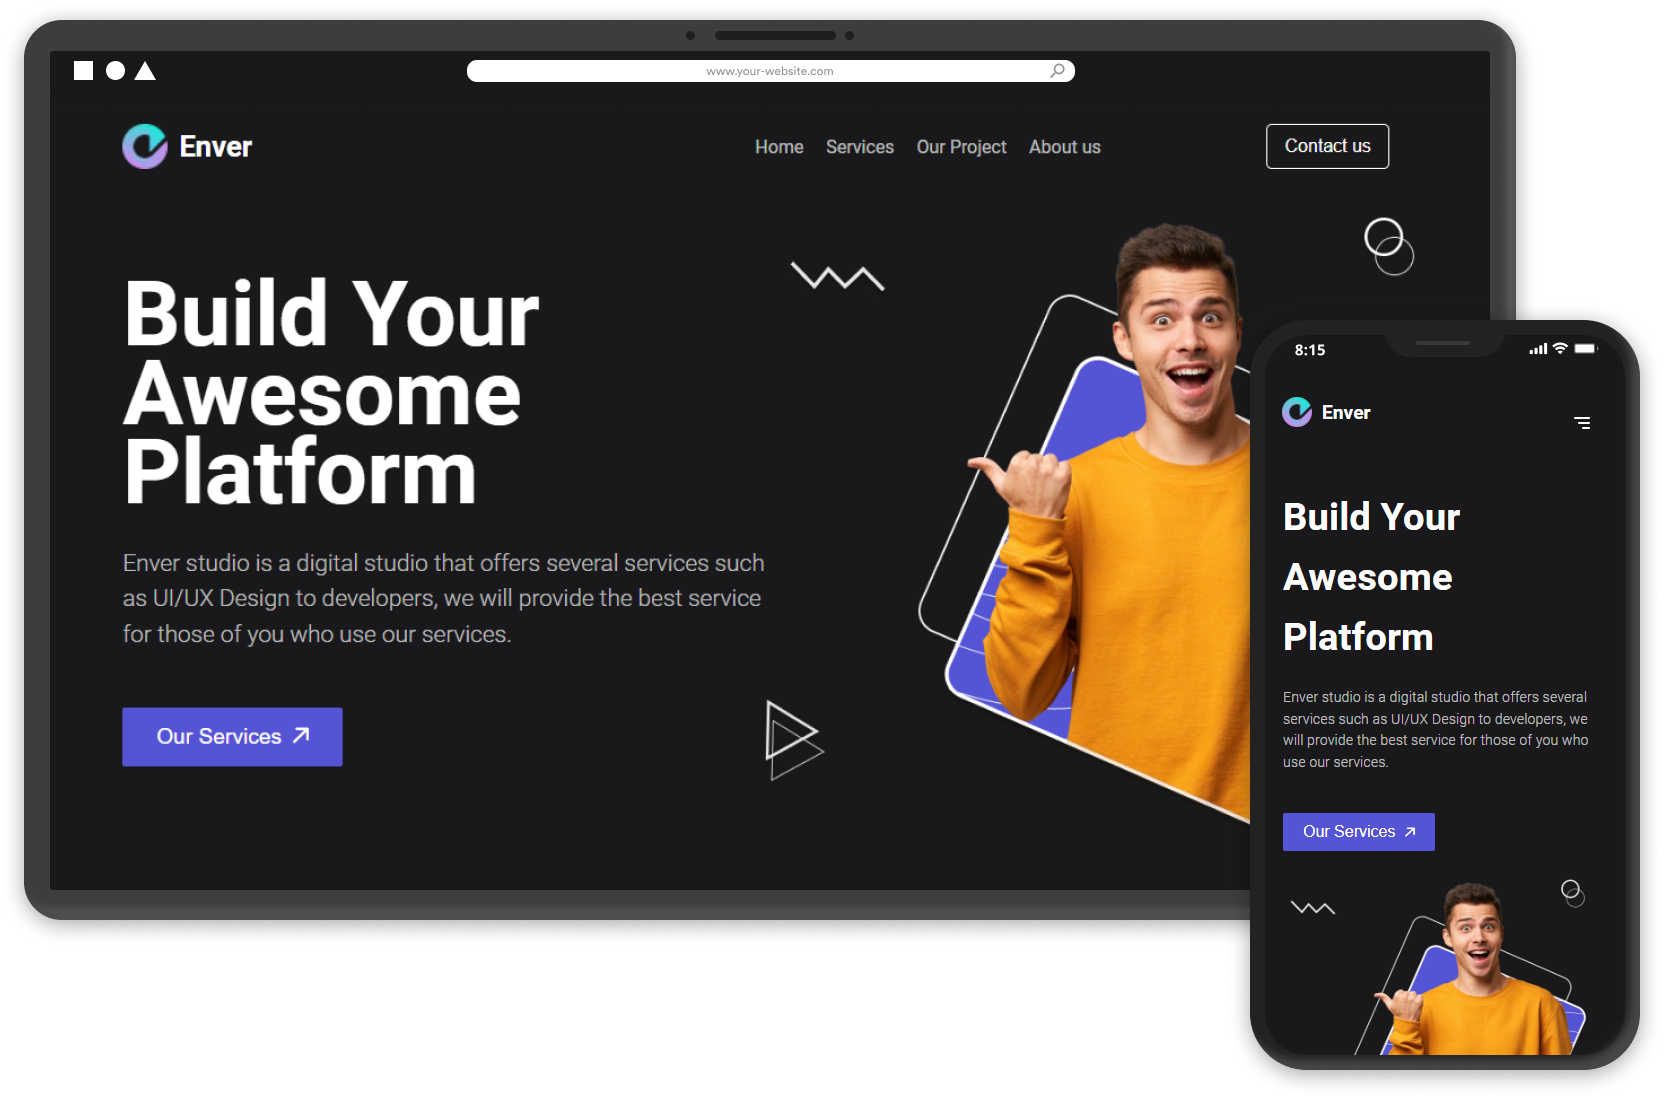 www.your-website.com
Enver
Home Services Our Project About us
Contact us
Build Your
Awesome
Platform
Enver studio is a digital studio that offers several services such
as UI/UX Design to developers, we will provide the best service
for those of you who use our services.
Our Services
8:15
Enver
Build Your
Awesome
Platform
Enver studio is a digital studio that offers several
services such as UI/UX Design to developers, we
will provide the best service for those of you who
use our services.
Our Services